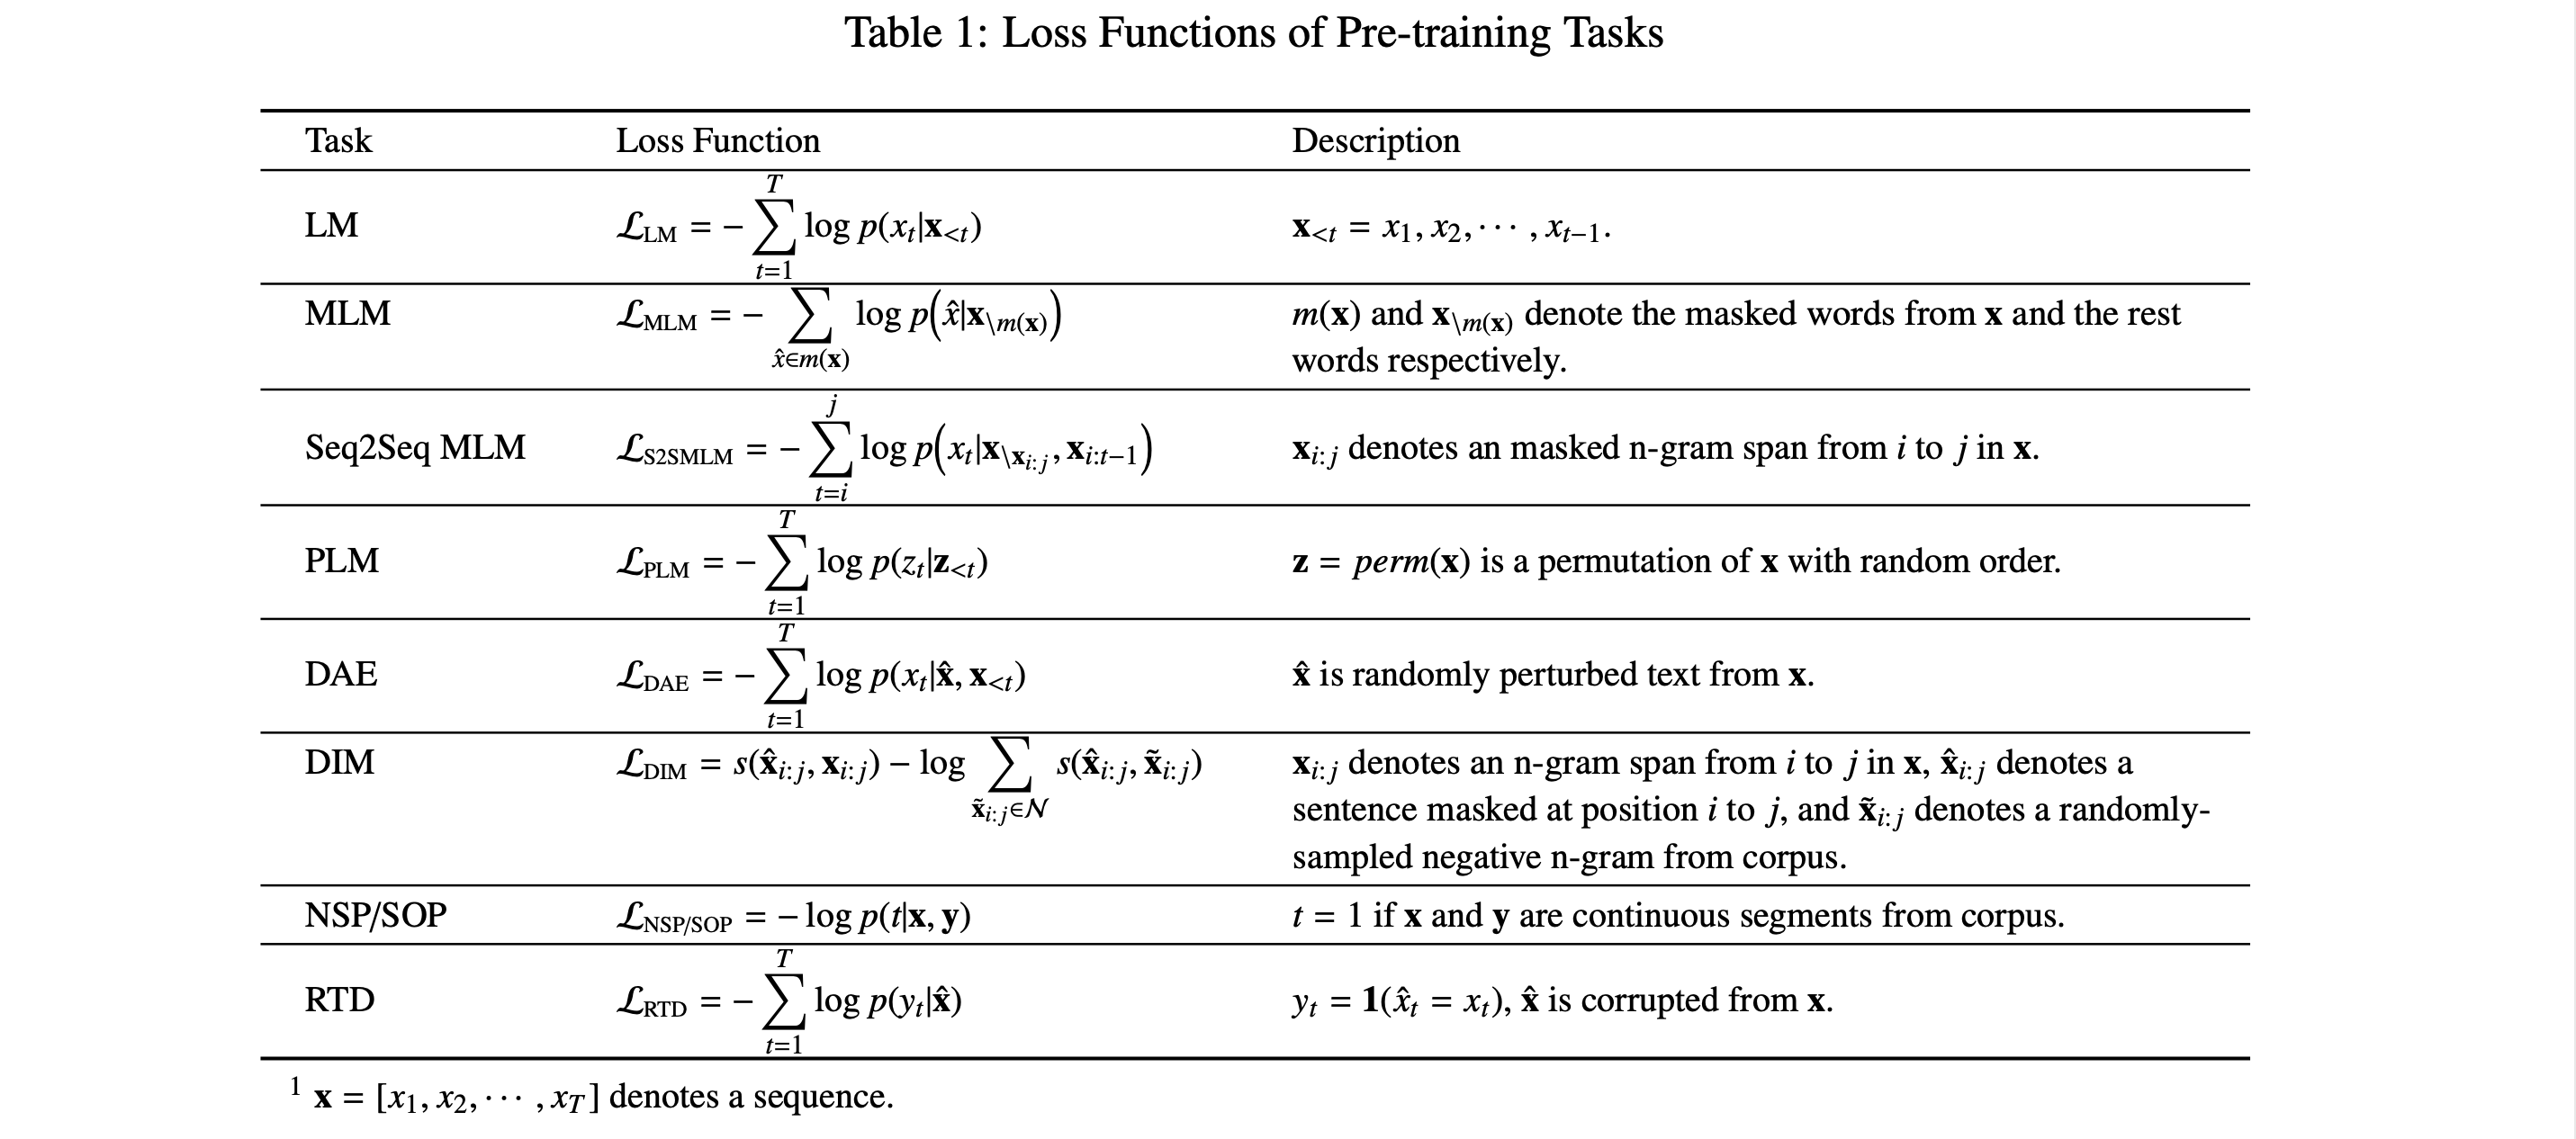 Table 1: Loss Functions of Pre-training Tasks
Task Loss Function Description
LM $\mathcal{L}_{\text{LM}} = -\sum_{t=1}^{T} \log p(x_t|\mathbf{x}_{<t})$ $\mathbf{x}_{<t} = x_1, x_2, \cdots, x_{t-1}.$
MLM $\mathcal{L}_{\text{MLM}} = -\sum_{\hat{x} \in m(\mathbf{x})} \log p\left(\hat{x}|\mathbf{x}_{\backslash m(\mathbf{x})}\right)$ $m(\mathbf{x})$ and $\mathbf{x}_{\backslash m(\mathbf{x})}$ denote the masked words from $\mathbf{x}$ and the rest
words respectively.
Seq2Seq MLM $\mathcal{L}_{\text{S2SMLM}} = -\sum_{t=i}^{j} \log p\left(x_t|\mathbf{x}_{\backslash \mathbf{x}_{i:j}}, \mathbf{x}_{i:t-1}\right)$ $\mathbf{x}_{i:j}$ denotes an masked n-gram span from $i$ to $j$ in $\mathbf{x}$.
PLM $\mathcal{L}_{\text{PLM}} = -\sum_{t=1}^{T} \log p(z_t|\mathbf{z}_{<t})$ $\mathbf{z} = perm(\mathbf{x})$ is a permutation of $\mathbf{x}$ with random order.
DAE $\mathcal{L}_{\text{DAE}} = -\sum_{t=1}^{T} \log p(x_t|\hat{\mathbf{x}}, \mathbf{x}_{<t})$ $\hat{\mathbf{x}}$ is randomly perturbed text from $\mathbf{x}$.
DIM $\mathcal{L}_{\text{DIM}} = s(\hat{\mathbf{x}}_{i:j}, \mathbf{x}_{i:j}) - \log \sum_{\tilde{\mathbf{x}}_{i:j} \in \mathcal{N}} s(\hat{\mathbf{x}}_{i:j}, \tilde{\mathbf{x}}_{i:j})$ $\mathbf{x}_{i:j}$ denotes an n-gram span from $i$ to $j$ in $\mathbf{x}$, $\hat{\mathbf{x}}_{i:j}$ denotes a
sentence masked at position $i$ to $j$, and $\tilde{\mathbf{x}}_{i:j}$ denotes a randomly-
sampled negative n-gram from corpus.
NSP/SOP $\mathcal{L}_{\text{NSP/SOP}} = -\log p(t|\mathbf{x}, \mathbf{y})$ $t = 1$ if $\mathbf{x}$ and $\mathbf{y}$ are continuous segments from corpus.
RTD $\mathcal{L}_{\text{RTD}} = -\sum_{t=1}^{T} \log p(y_t|\hat{\mathbf{x}})$ $y_t = \mathbf{1}(\hat{x}_t = x_t)$, $\hat{\mathbf{x}}$ is corrupted from $\mathbf{x}$.
$^1$ $\mathbf{x} = [x_1, x_2, \cdots, x_T]$ denotes a sequence.